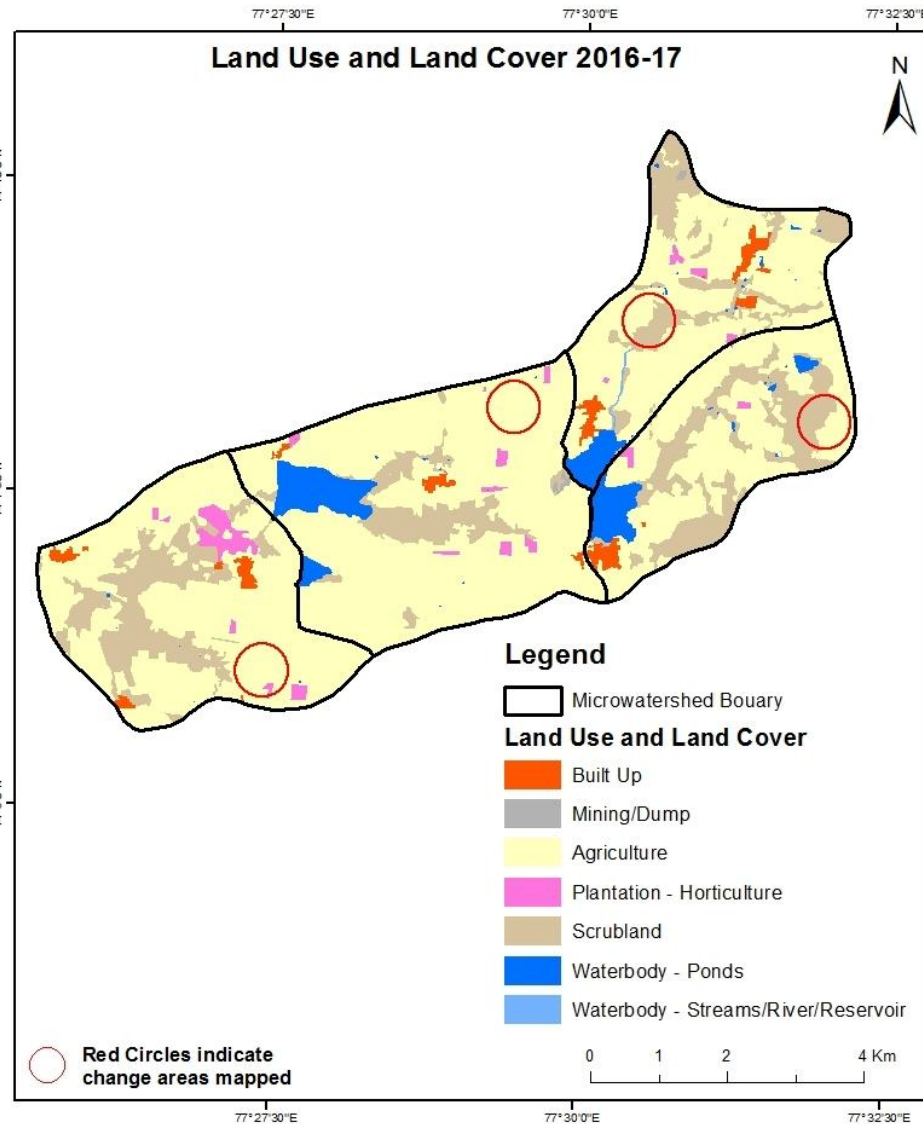 77°27'30"E
77°30'0"E
77°32'30"E
Land Use and Land Cover 2016-17
N
Legend
Microwatershed Bouary
Land Use and Land Cover
Built Up
Mining/Dump
Agriculture
Plantation - Horticulture
Scrubland
Waterbody - Ponds
Waterbody - Streams/River/Reservoir
Red Circles indicate
change areas mapped
0 1 2 4 Km
77°27'30"E
77°30'0"E
77°32'30"E